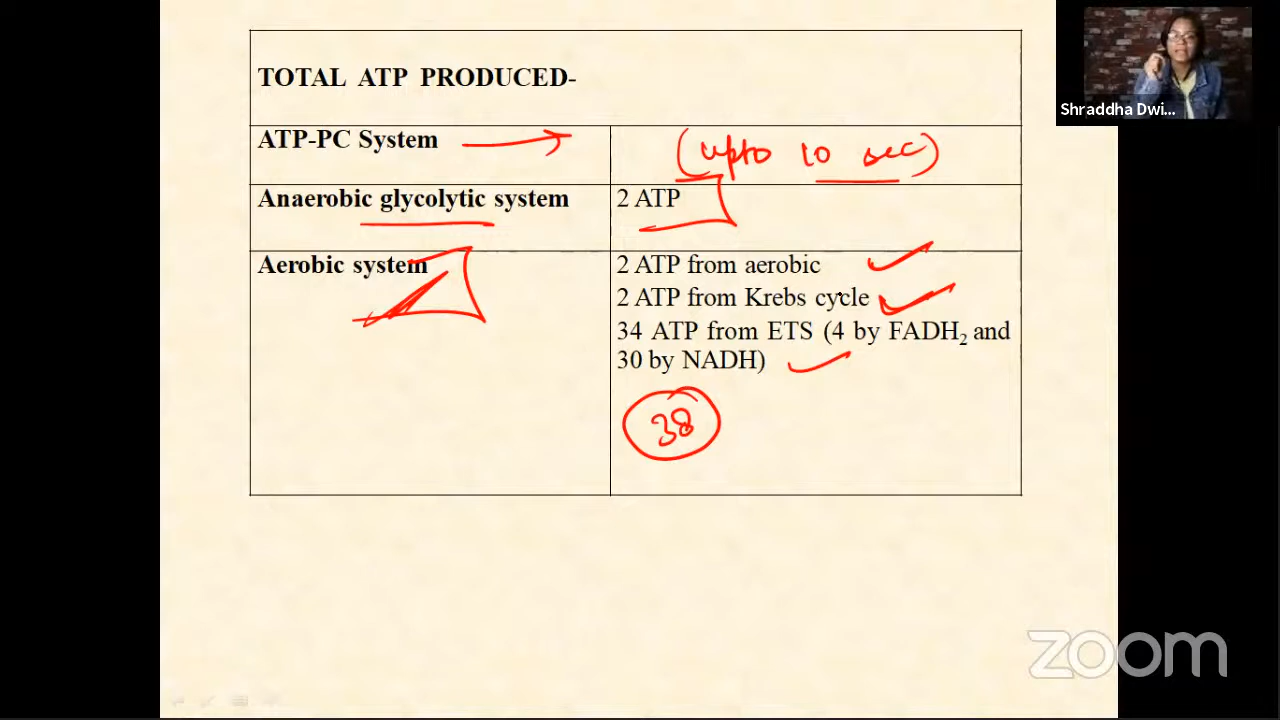 TOTAL ATP PRODUCED-
ATP-PC System
(upto 10 sec)
Anaerobic glycolytic system
2 ATP
Aerobic system
2 ATP from aerobic
2 ATP from Krebs cycle
34 ATP from ETS (4 by FADH₂ and
30 by NADH)
38
Shraddha Dwi...
zoom